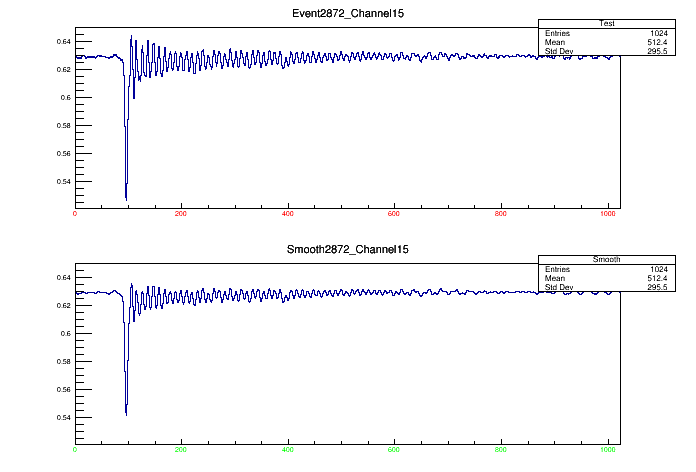 Event2872_Channel15
Test
Entries 1024
Mean 512.4
Std Dev 295.5
0.64
0.62
0.6
0.58
0.56
0.54
0 200 400 600 800 1000
Smooth2872_Channel15
Smooth
Entries 1024
Mean 512.4
Std Dev 295.5
0.64
0.62
0.6
0.58
0.56
0.54
0 200 400 600 800 1000